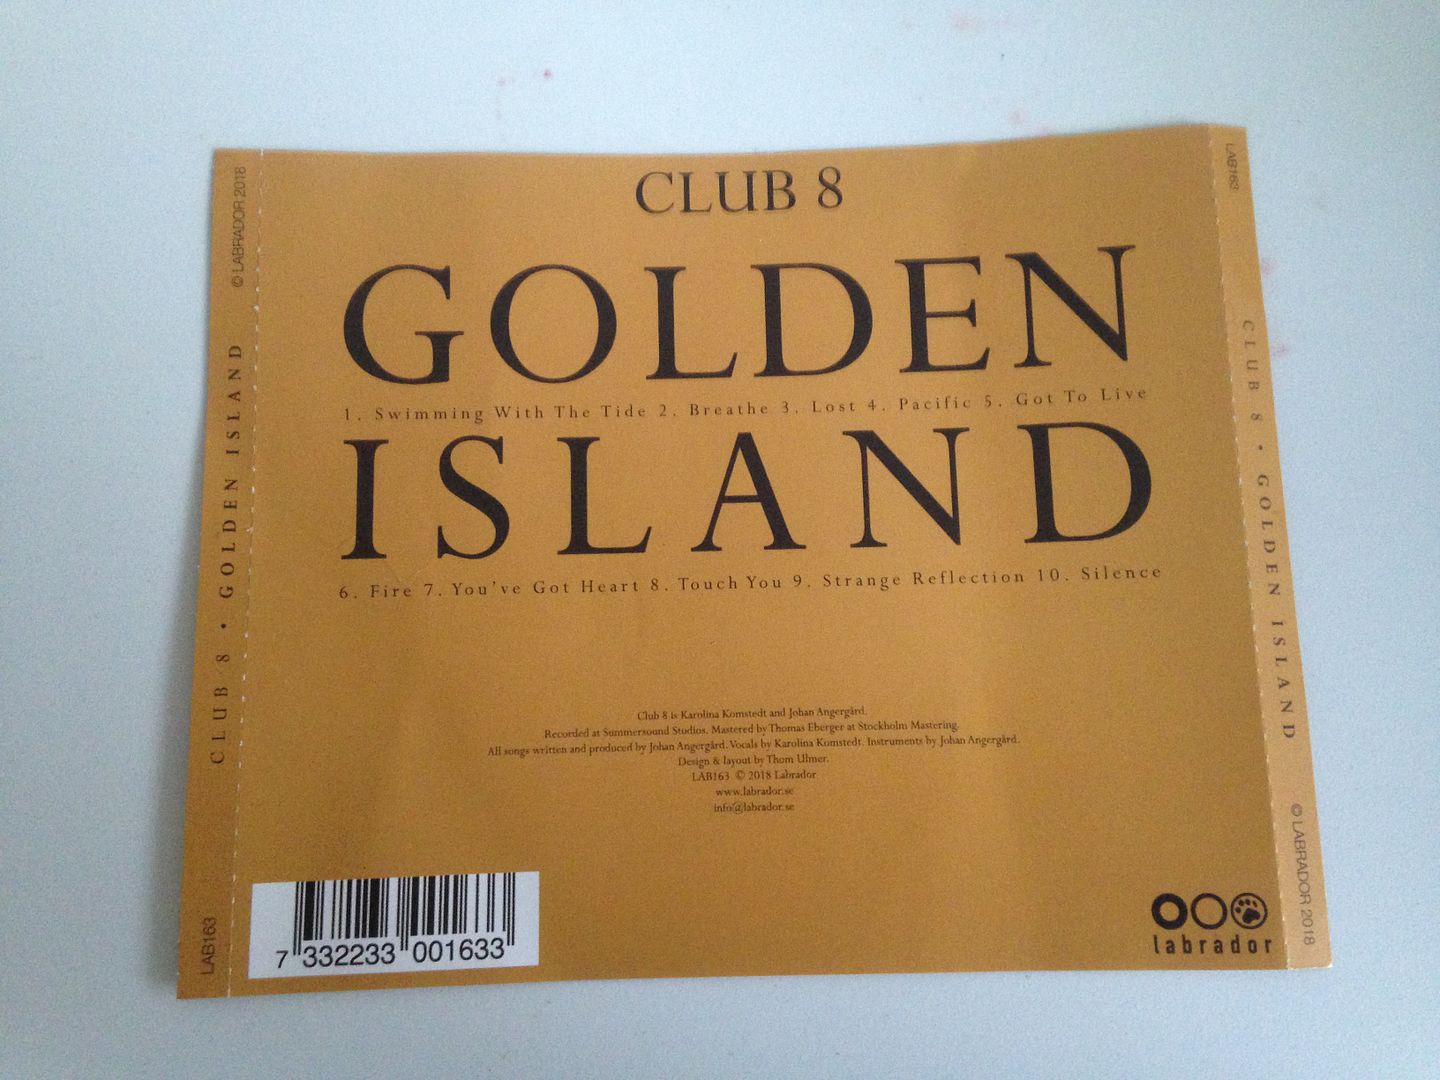 CLUB 8
GOLDEN
1. Swimming With The Tide 2. Breathe 3. Lost 4. Pacific 5. Got To Live
ISLAND
6. Fire 7. You've Got Heart 8. Touch You 9. Strange Reflection 10. Silence
Club 8 is Karolina Komstedt and Johan Angergård.
Recorded at Summersound Studios. Mastered by Thomas Eberger at Stockholm Mastering.
All songs written and produced by Johan Angergård. Vocals by Karolina Komstedt. Instruments by Johan Angergård.
Design & layout by Thom Ulmer.
LAB163 © 2018 Labrador
www.labrador.se
info@labrador.se
7 332233 001633
labrador
LAB163 CLUB 8 • GOLDEN ISLAND © LABRADOR 2018
LAB163 CLUB 8 • GOLDEN ISLAND © LABRADOR 2018